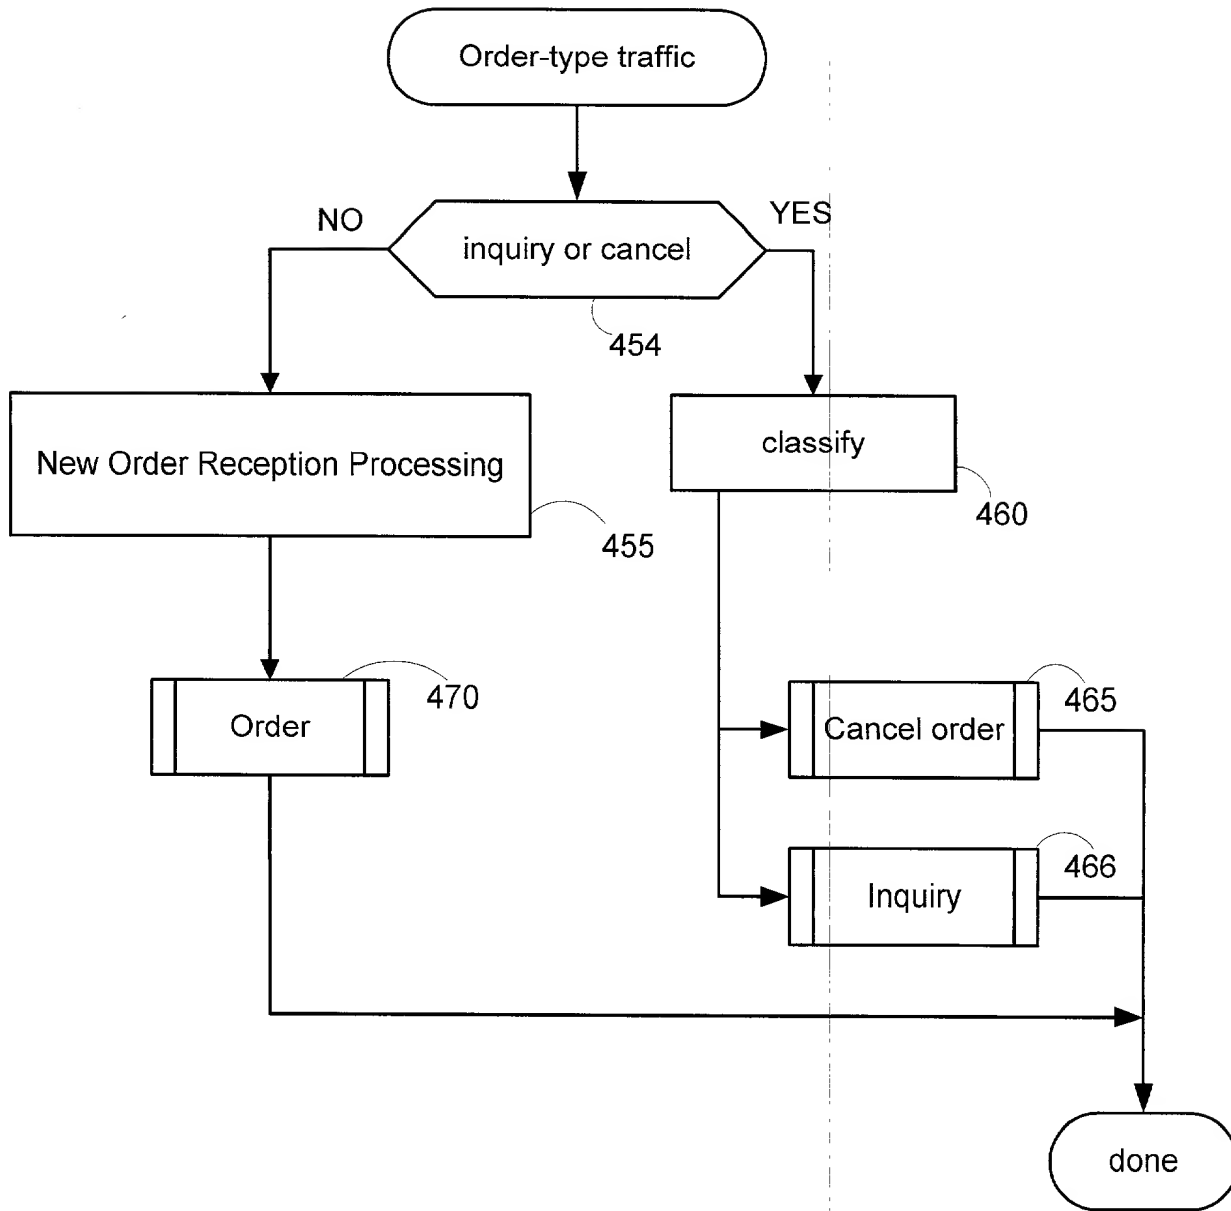 Order-type traffic
NO
YES
inquiry or cancel
454
New Order Reception Processing
455
classify
460
Order
470
Cancel order
465
Inquiry
466
done